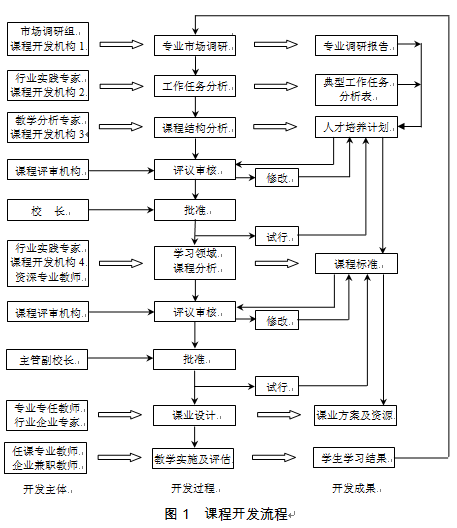 市场调研组
课程开发机构 1
专业市场调研
专业调研报告
行业实践专家
课程开发机构 2
工作任务分析
典型工作任务
分析表
教学分析专家
课程开发机构 3
课程结构分析
人才培养计划
课程评审机构
评议审核
修改
校 长
批准
试行
行业实践专家
课程开发机构 4
资深专业教师
学习领域
课程分析
课程标准
课程评审机构
评议审核
修改
主管副校长
批准
试行
专业专任教师
行业企业专家
课业设计
课业方案及资源
任课专业教师
企业兼职教师
教学实施及评估
学生学习结果
开发主体
开发过程
开发成果
图 1 课程开发流程